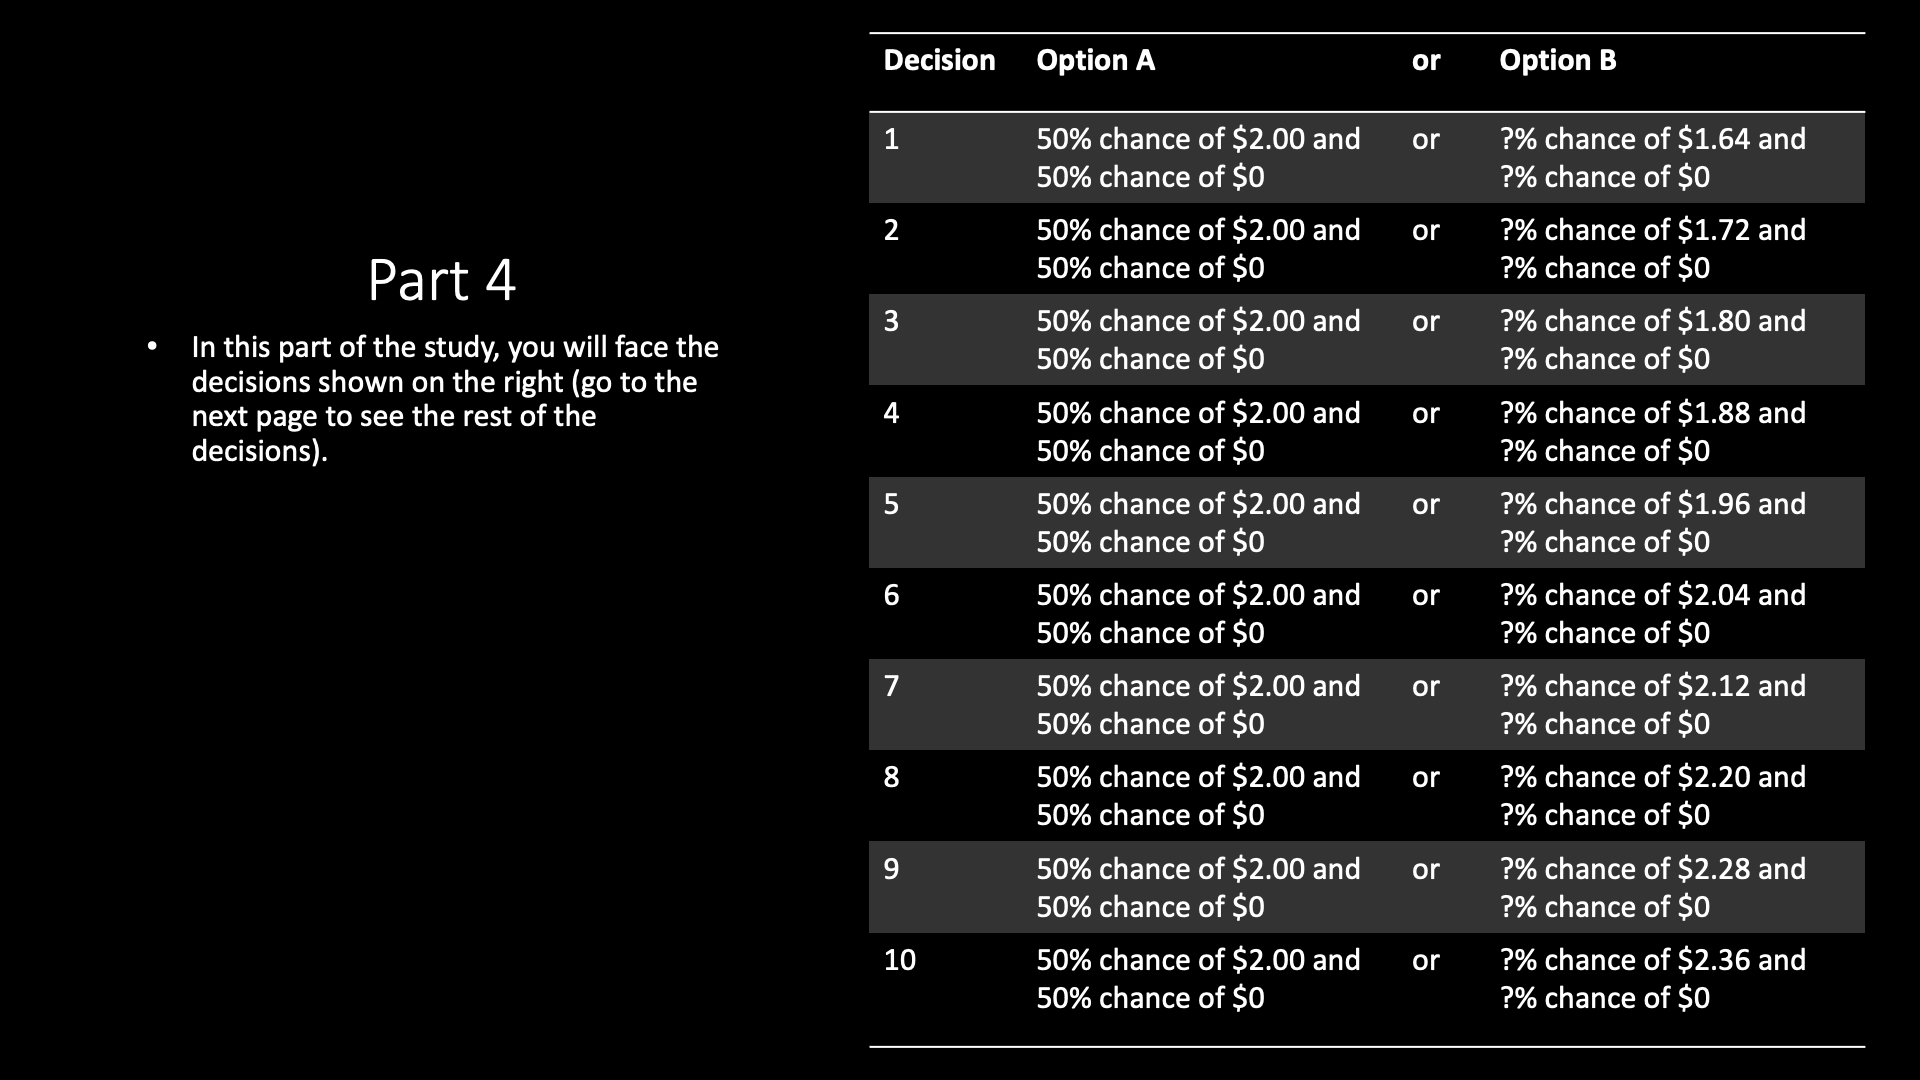 Part 4
• In this part of the study, you will face the
decisions shown on the right (go to the
next page to see the rest of the
decisions).
Decision Option A or Option B
1 50% chance of $2.00 and or ?% chance of $1.64 and
50% chance of $0 ?% chance of $0
2 50% chance of $2.00 and or ?% chance of $1.72 and
50% chance of $0 ?% chance of $0
3 50% chance of $2.00 and or ?% chance of $1.80 and
50% chance of $0 ?% chance of $0
4 50% chance of $2.00 and or ?% chance of $1.88 and
50% chance of $0 ?% chance of $0
5 50% chance of $2.00 and or ?% chance of $1.96 and
50% chance of $0 ?% chance of $0
6 50% chance of $2.00 and or ?% chance of $2.04 and
50% chance of $0 ?% chance of $0
7 50% chance of $2.00 and or ?% chance of $2.12 and
50% chance of $0 ?% chance of $0
8 50% chance of $2.00 and or ?% chance of $2.20 and
50% chance of $0 ?% chance of $0
9 50% chance of $2.00 and or ?% chance of $2.28 and
50% chance of $0 ?% chance of $0
10 50% chance of $2.00 and or ?% chance of $2.36 and
50% chance of $0 ?% chance of $0